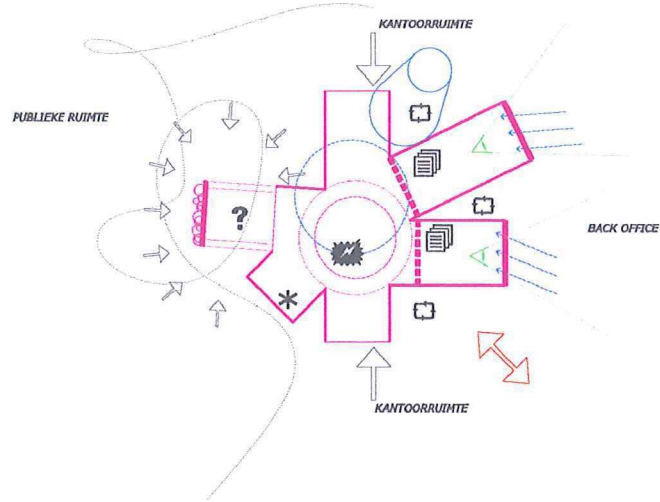 KANTOORRUIMTE
PUBLIEKE RUIMTE
?
BACK OFFICE
KANTOORRUIMTE